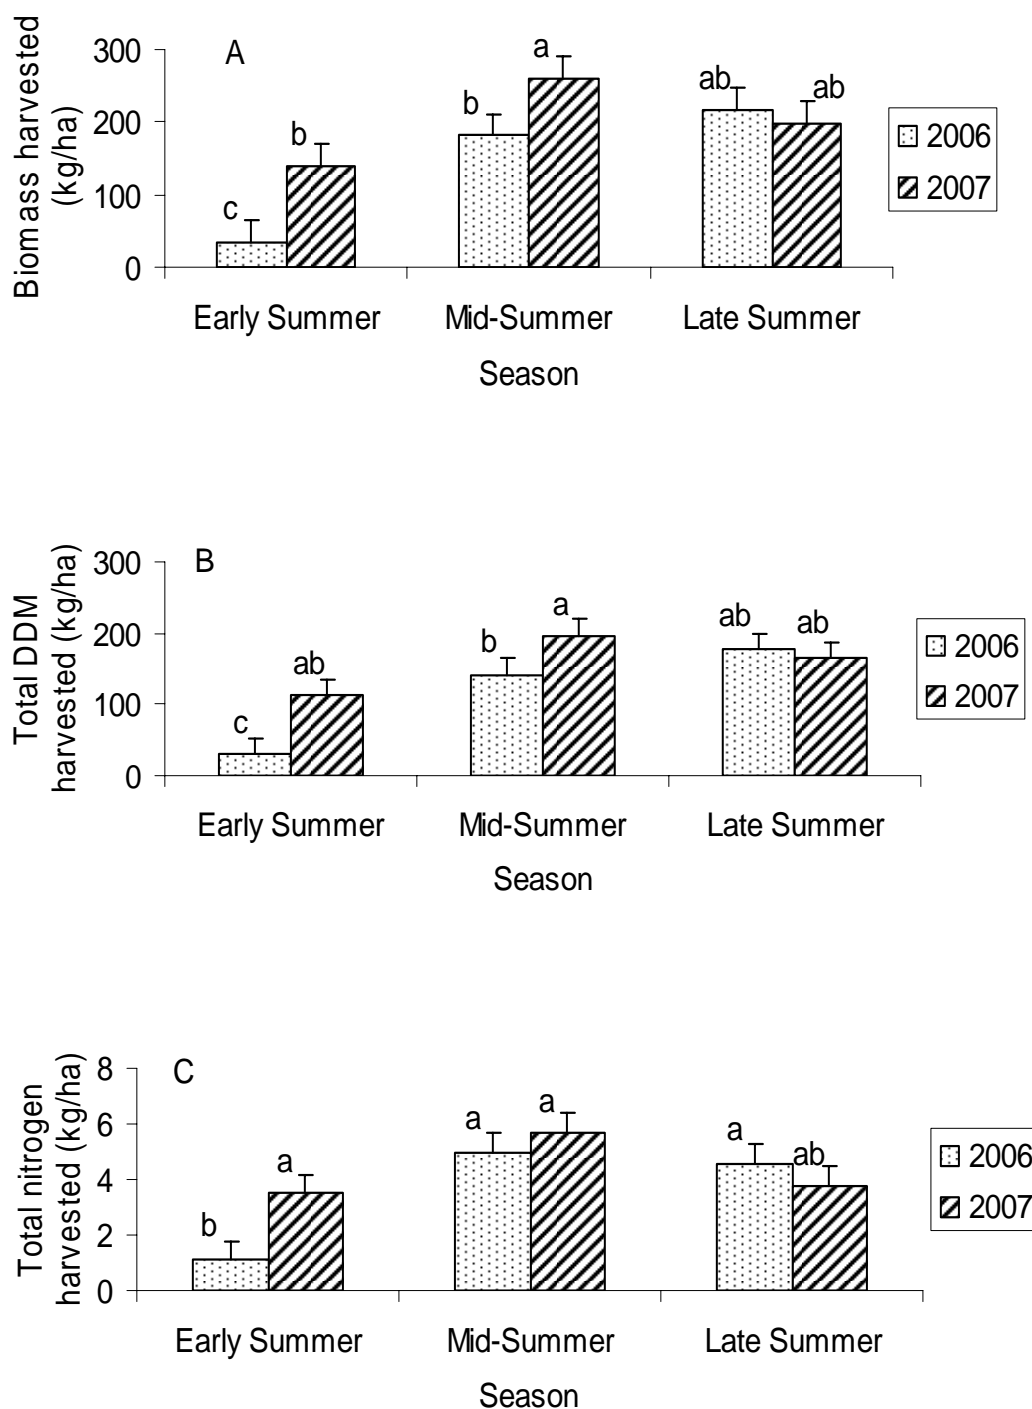 Biomass harvested
(kg/ha)
A
300
200
100
0
c
b
b
a
ab
ab
2006
2007
Early Summer
Mid-Summer
Late Summer
Season
Total DDM
harvested (kg/ha)
B
300
200
100
0
c
ab
b
a
ab
ab
2006
2007
Early Summer
Mid-Summer
Late Summer
Season
Total nitrogen
harvested (kg/ha)
C
8
6
4
2
0
b
a
a
a
a
ab
2006
2007
Early Summer
Mid-Summer
Late Summer
Season